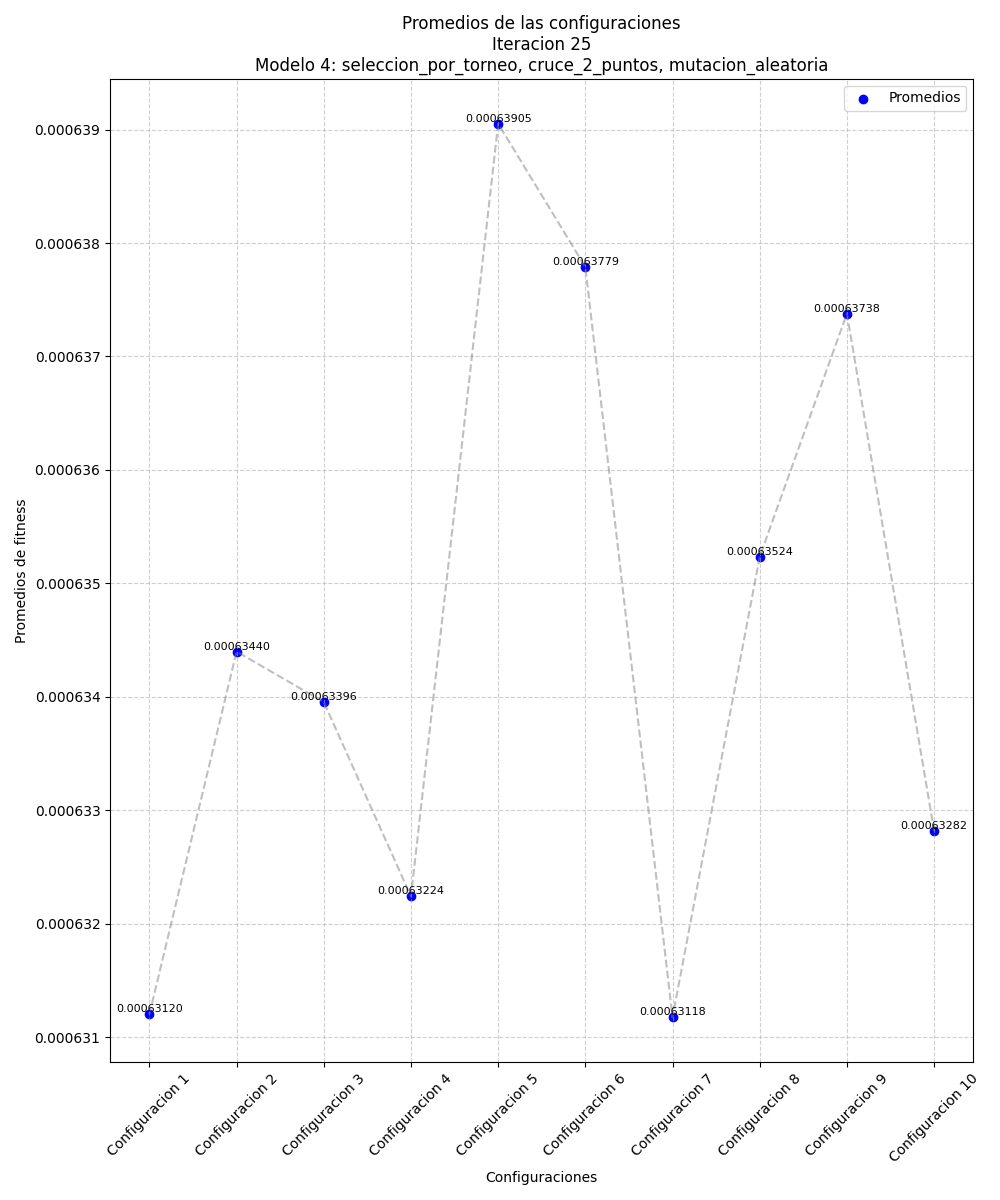 Promedios de las configuraciones
Iteracion 25
Modelo 4: seleccion_por_torneo, cruce_2_puntos, mutacion_aleatoria
Promedios
0.000639
0.000638
0.000637
0.000636
0.000635
0.000634
0.000633
0.000632
0.000631
Promedios de fitness
0.00063120
0.00063440
0.00063396
0.00063224
0.00063905
0.00063779
0.00063118
0.00063524
0.00063738
0.00063282
Configuracion 1
Configuracion 2
Configuracion 3
Configuracion 4
Configuracion 5
Configuracion 6
Configuracion 7
Configuracion 8
Configuracion 9
Configuracion 10
Configuraciones